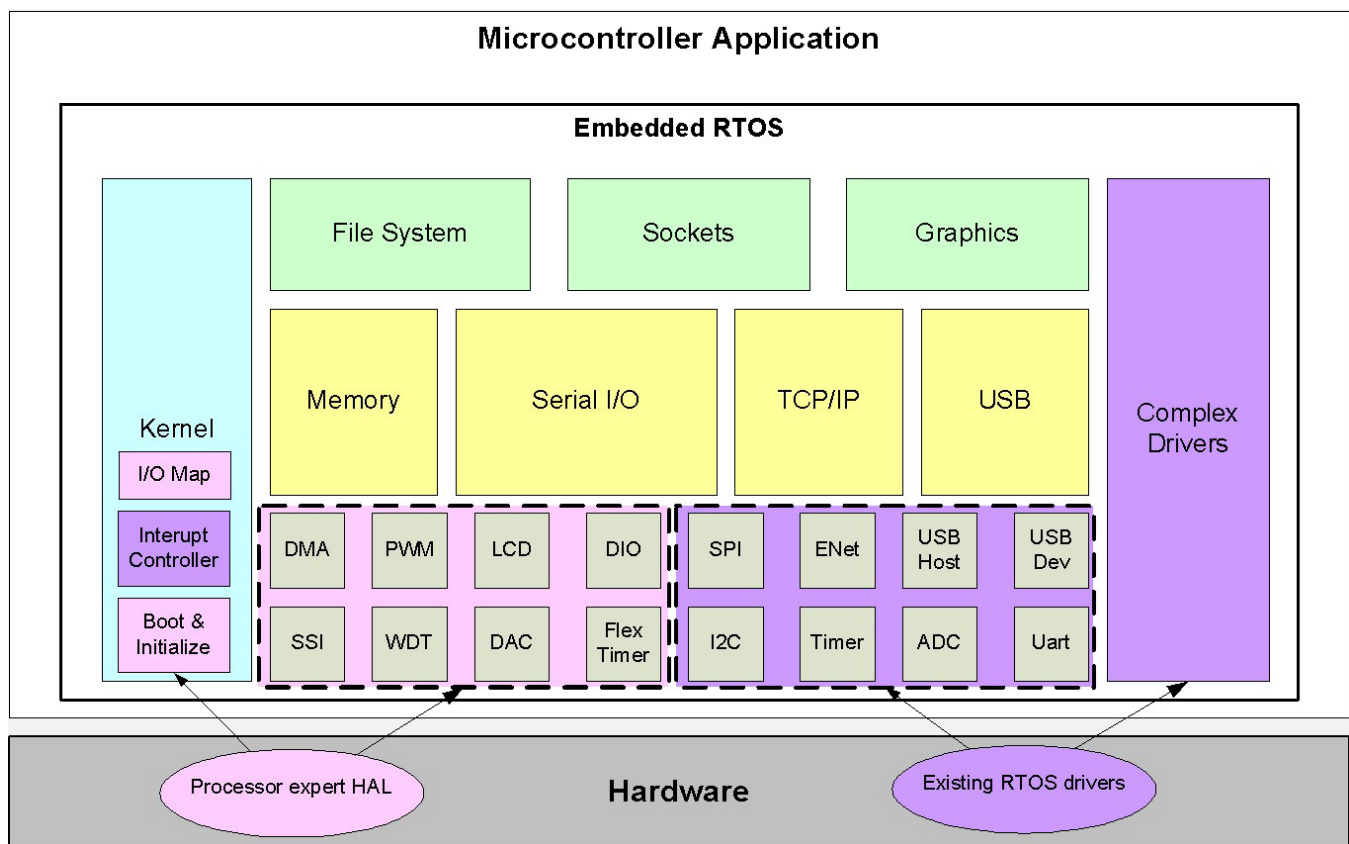 Microcontroller Application
Embedded RTOS
File System
Sockets
Graphics
Memory
Serial I/O
TCP/IP
USB
Kernel
I/O Map
Interupt
Controller
Boot &
Initialize
Complex
Drivers
DMA
PWM
LCD
DIO
SPI
ENet
USB
Host
USB
Dev
SSI
WDT
DAC
Flex
Timer
I2C
Timer
ADC
Uart
Processor expert HAL
Hardware
Existing RTOS drivers